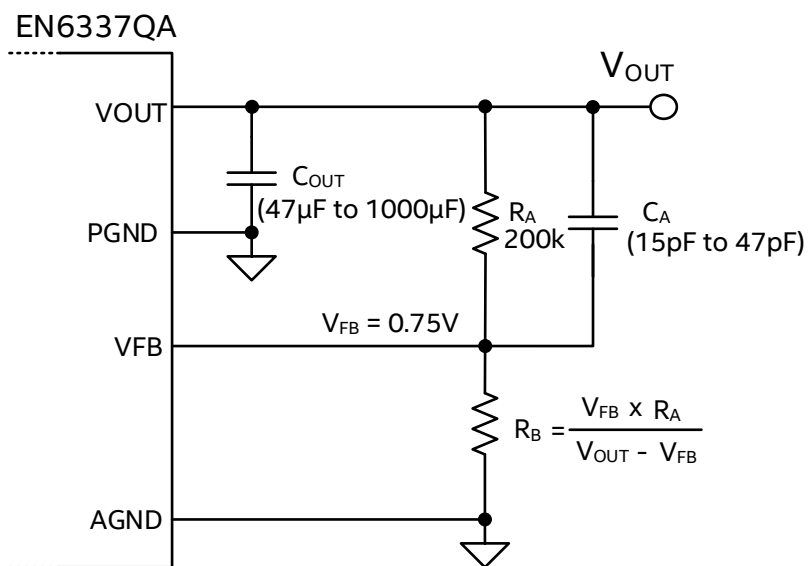 EN6337QA
VOUT
VOUT
COUT
(47µF to 1000µF)
RA
200k
CA
(15pF to 47pF)
PGND
VFB = 0.75V
VFB
RB = VFB x RA
VOUT - VFB
AGND